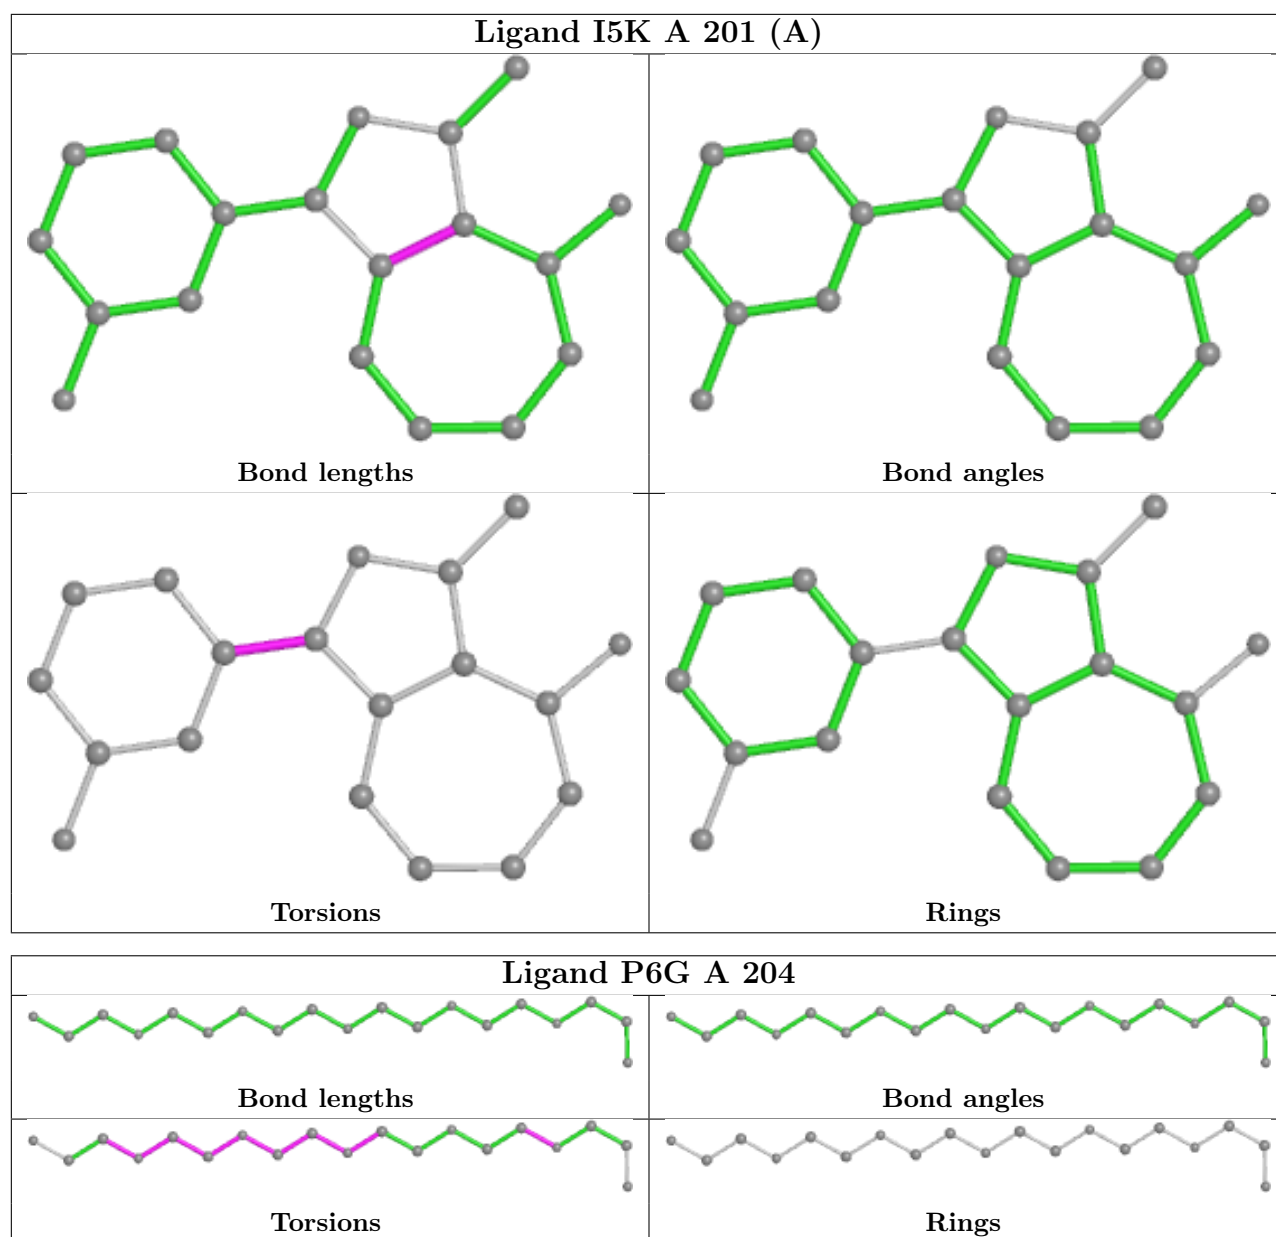 Ligand I5K A 201 (A)
Bond lengths
Bond angles
Torsions
Rings
Ligand P6G A 204
Bond lengths
Bond angles
Torsions
Rings